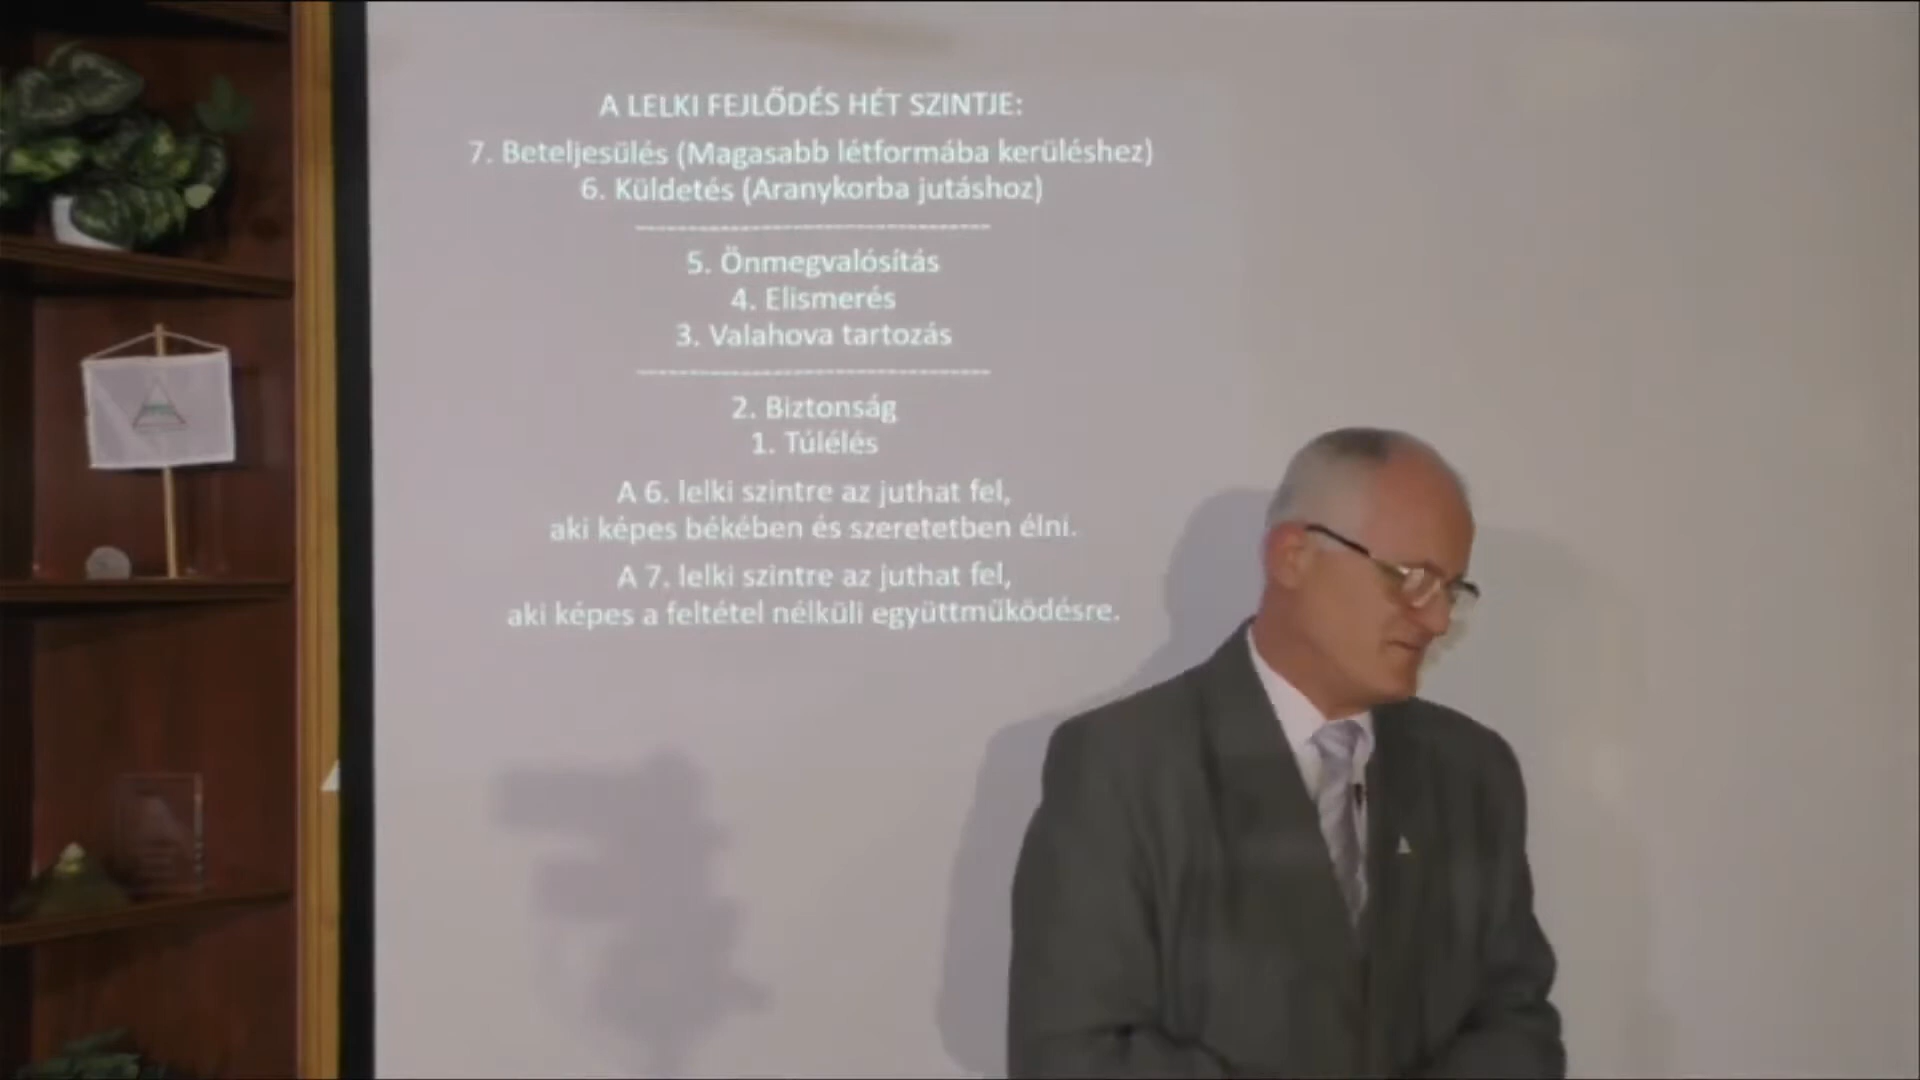 A LELKI FEJLŐDÉS HÉT SZINTJE:
7. Beteljesülés (Magasabb létformába kerüléshez)
6. Küldetés (Aranykorba jutáshoz)
-----------------------------------
5. Önmegvalósítás
4. Elismerés
3. Valahova tartozás
-----------------------------------
2. Biztonság
1. Túlélés
A 6. lelki szintre az juthat fel,
aki képes békében és szeretetben élni.
A 7. lelki szintre az juthat fel,
aki képes a feltétel nélküli együttműködésre.